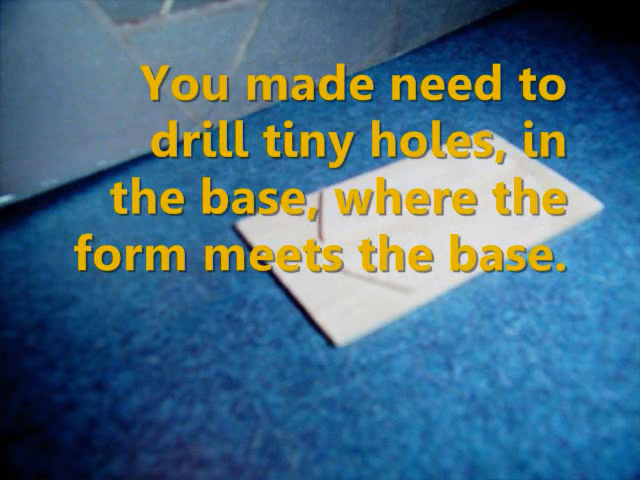 You made need to
drill tiny holes, in
the base, where the
form meets the base.